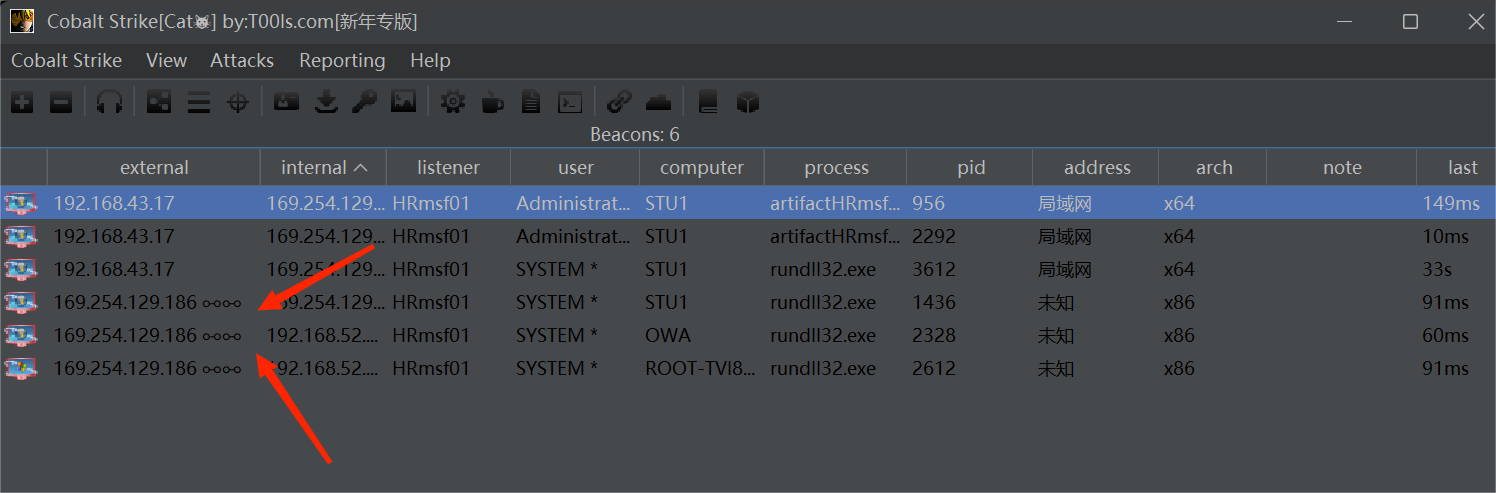 Cobalt Strike[Cat😼] by:T00ls.com[新年专版]
Cobalt Strike View Attacks Reporting Help
Beacons: 6
external internal listener user computer process pid address arch note last
192.168.43.17 169.254.129... HRmsf01 Administrat... STU1 artifactHRmsf... 956 局域网 x64 149ms
192.168.43.17 169.254.129... HRmsf01 Administrat... STU1 artifactHRmsf... 2292 局域网 x64 10ms
192.168.43.17 169.254.129... HRmsf01 SYSTEM * STU1 rundll32.exe 3612 局域网 x64 33s
169.254.129.186 ⚯⚯ 169.254.129... HRmsf01 SYSTEM * STU1 rundll32.exe 1436 未知 x86 91ms
169.254.129.186 ⚯⚯ 192.168.52.... HRmsf01 SYSTEM * OWA rundll32.exe 2328 未知 x86 60ms
169.254.129.186 ⚯⚯ 192.168.52.... HRmsf01 SYSTEM * ROOT-TVI8... rundll32.exe 2612 未知 x86 91ms